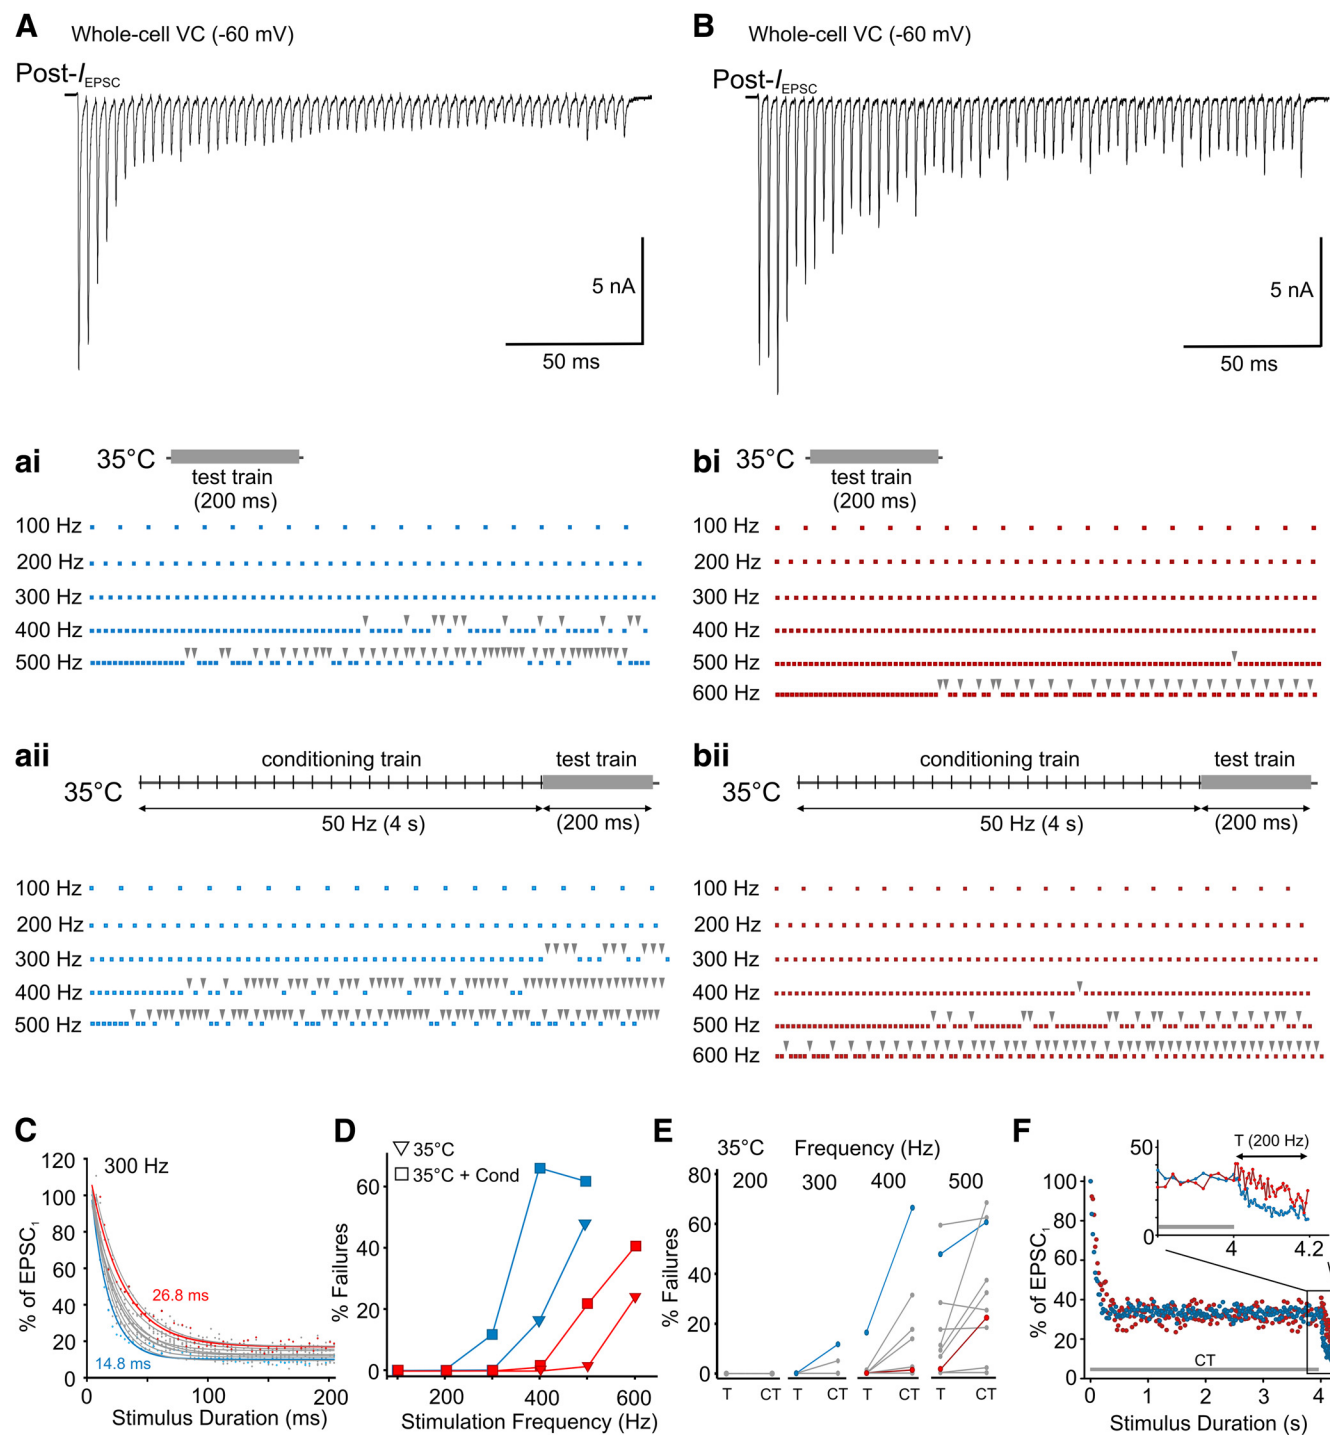 A Whole-cell VC (-60 mV)
Post-IEPSC
5 nA
50 ms
B Whole-cell VC (-60 mV)
Post-IEPSC
5 nA
50 ms
ai 35°C
test train
(200 ms)
100 Hz
200 Hz
300 Hz
400 Hz
500 Hz
bi 35°C
test train
(200 ms)
100 Hz
200 Hz
300 Hz
400 Hz
500 Hz
600 Hz
aii conditioning train test train
35°C
50 Hz (4 s) (200 ms)
100 Hz
200 Hz
300 Hz
400 Hz
500 Hz
bii conditioning train test train
35°C
50 Hz (4 s) (200 ms)
100 Hz
200 Hz
300 Hz
400 Hz
500 Hz
600 Hz
C
300 Hz
% of EPSC1
120
100
80
60
40
20
0
26.8 ms
14.8 ms
0 100 200
Stimulus Duration (ms)
D
35°C
35°C + Cond
% Failures
60
40
20
0
200 400 600
Stimulation Frequency (Hz)
E 35°C Frequency (Hz)
200 300 400 500
% Failures
80
60
40
20
0
T CT T CT T CT T CT
F
50
0
T (200 Hz)
4 4.2
% of EPSC1
100
80
60
40
20
0
CT
0 1 2 3 4
Stimulus Duration (s)